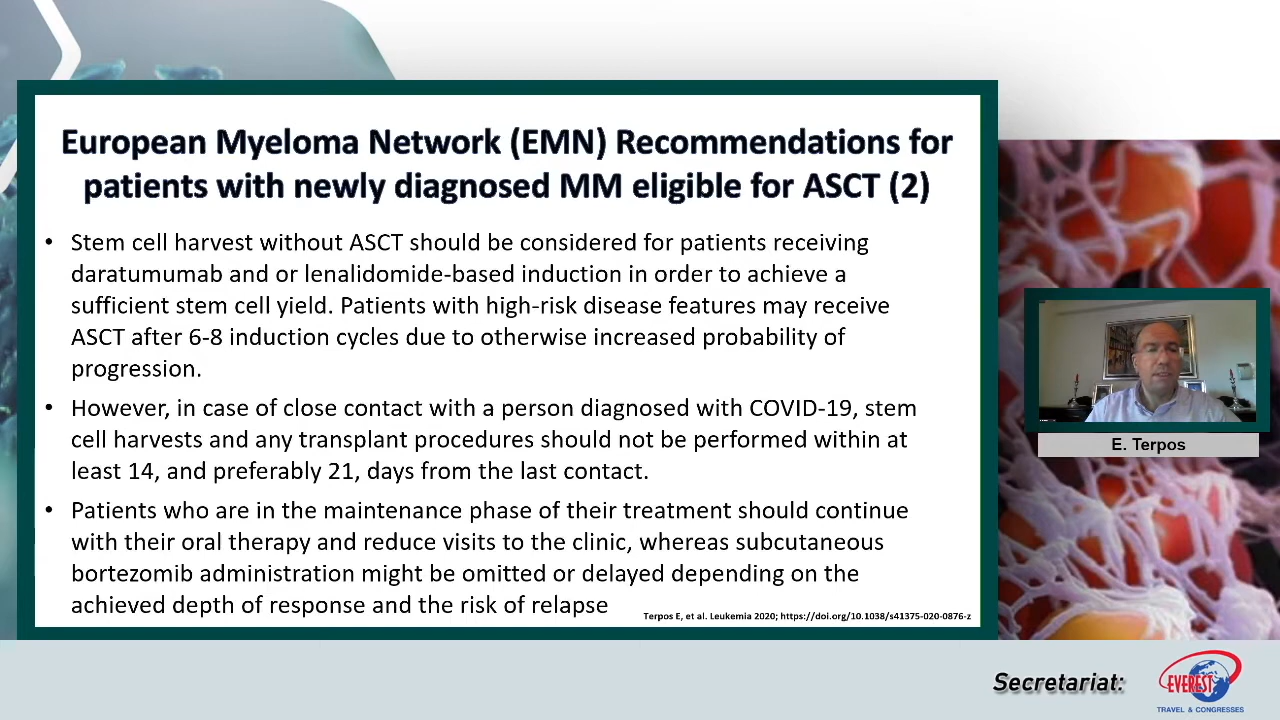 European Myeloma Network (EMN) Recommendations for
patients with newly diagnosed MM eligible for ASCT (2)
• Stem cell harvest without ASCT should be considered for patients receiving
daratumumab and or lenalidomide-based induction in order to achieve a
sufficient stem cell yield. Patients with high-risk disease features may receive
ASCT after 6-8 induction cycles due to otherwise increased probability of
progression.
• However, in case of close contact with a person diagnosed with COVID-19, stem
cell harvests and any transplant procedures should not be performed within at
least 14, and preferably 21, days from the last contact.
• Patients who are in the maintenance phase of their treatment should continue
with their oral therapy and reduce visits to the clinic, whereas subcutaneous
bortezomib administration might be omitted or delayed depending on the
achieved depth of response and the risk of relapse
Terpos E, et al. Leukemia 2020; https://doi.org/10.1038/s41375-020-0876-z
E. Terpos
Secretariat:
EVEREST
TRAVEL & CONGRESSES